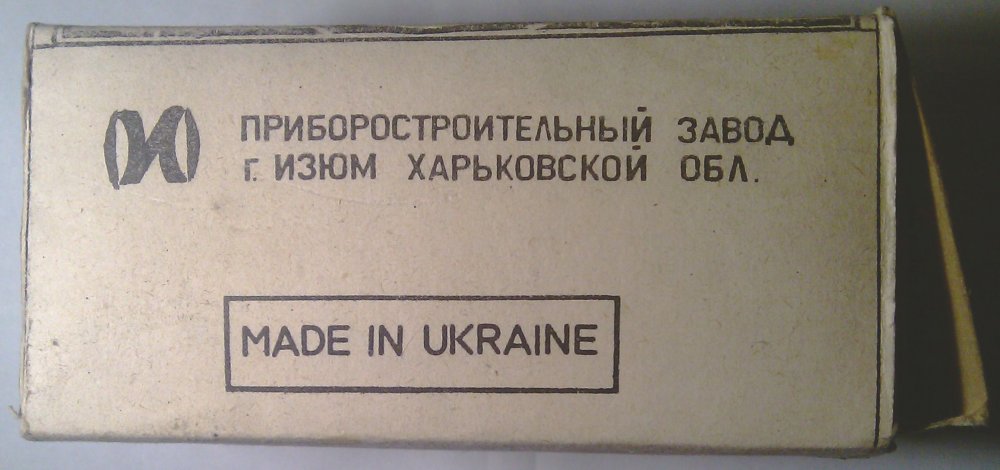 ПРИБОРОСТРОИТЕЛЬНЫЙ ЗАВОД
г. ИЗЮМ ХАРЬКОВСКОЙ ОБЛ.
MADE IN UKRAINE